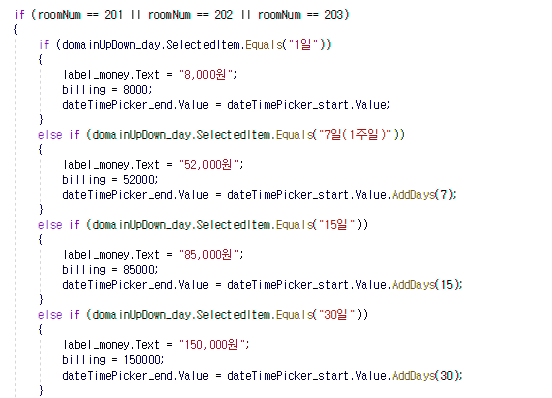 if (roomNum == 201 || roomNum == 202 || roomNum == 203)
{
if (domainUpDown_day.SelectedItem.Equals("1일"))
{
label_money.Text = "8,000원";
billing = 8000;
dateTimePicker_end.Value = dateTimePicker_start.Value;
}
else if (domainUpDown_day.SelectedItem.Equals("7일(1주일)"))
{
label_money.Text = "52,000원";
billing = 52000;
dateTimePicker_end.Value = dateTimePicker_start.Value.AddDays(7);
}
else if (domainUpDown_day.SelectedItem.Equals("15일"))
{
label_money.Text = "85,000원";
billing = 85000;
dateTimePicker_end.Value = dateTimePicker_start.Value.AddDays(15);
}
else if (domainUpDown_day.SelectedItem.Equals("30일"))
{
label_money.Text = "150,000원";
billing = 150000;
dateTimePicker_end.Value = dateTimePicker_start.Value.AddDays(30);
}